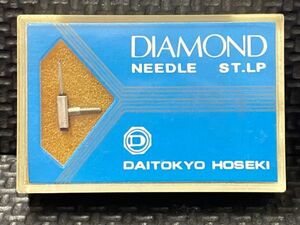 DIAMOND
NEEDLE ST.LP
D
DAITOKYO HOSEKI